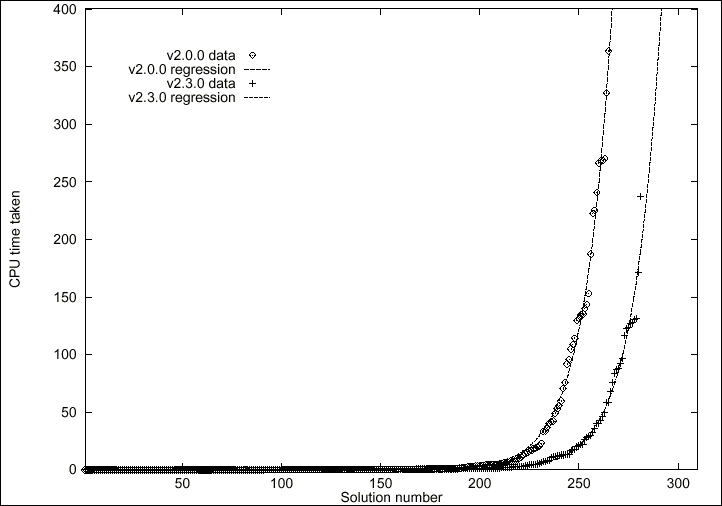 400
350
300
250
200
150
100
50
0
CPU time taken
v2.0.0 data
v2.0.0 regression
v2.3.0 data
v2.3.0 regression
50 100 150 200 250 300
Solution number